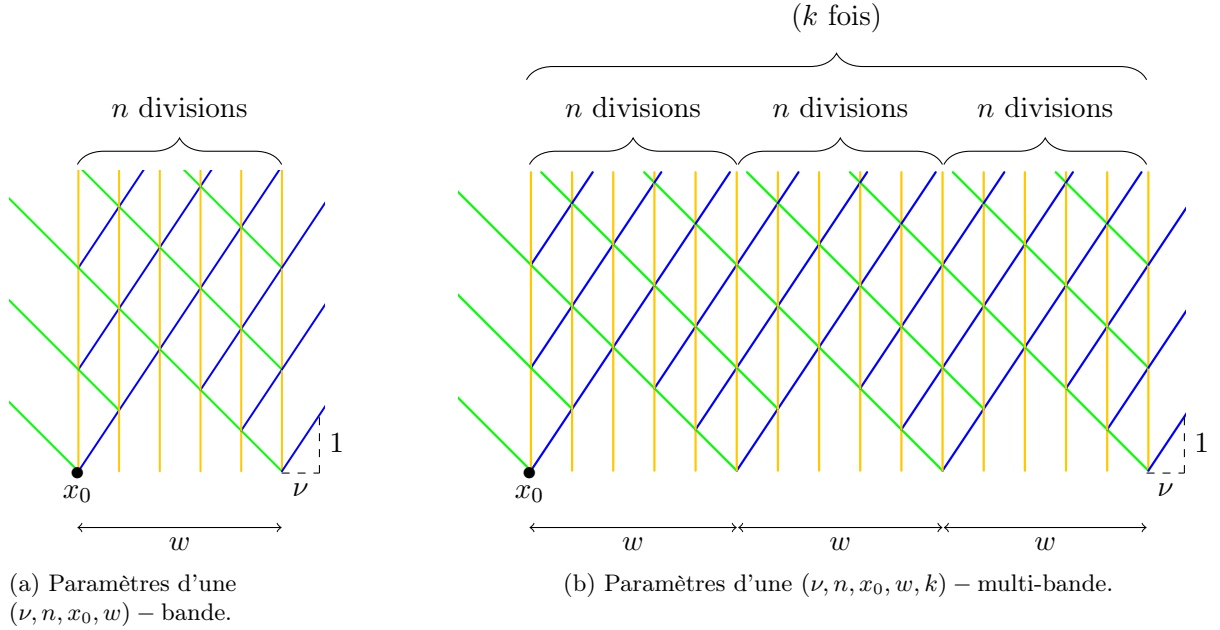 (k fois)
n divisions
n divisions
n divisions
n divisions
1
ν
x₀
w
1
ν
x₀
w
w
w
(a) Paramètres d'une
(ν, n, x₀, w) – bande.
(b) Paramètres d'une (ν, n, x₀, w, k) – multi-bande.